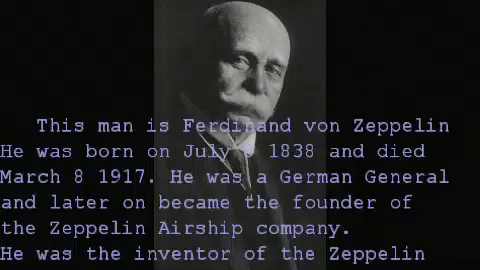 This man is Ferdinand von Zeppelin
He was born on July 1838 and died
March 8 1917. He was a German General
and later on became the founder of
the Zeppelin Airship company.
He was the inventor of the Zeppelin